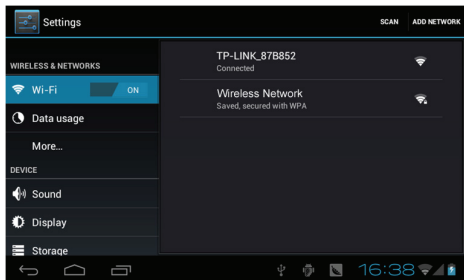 Settings
SCAN
ADD NETWORK
WIRELESS & NETWORKS
Wi-Fi
ON
Data usage
More...
DEVICE
Sound
Display
Storage
TP-LINK_87B852
Connected
Wireless Network
Saved, secured with WPA
16:38